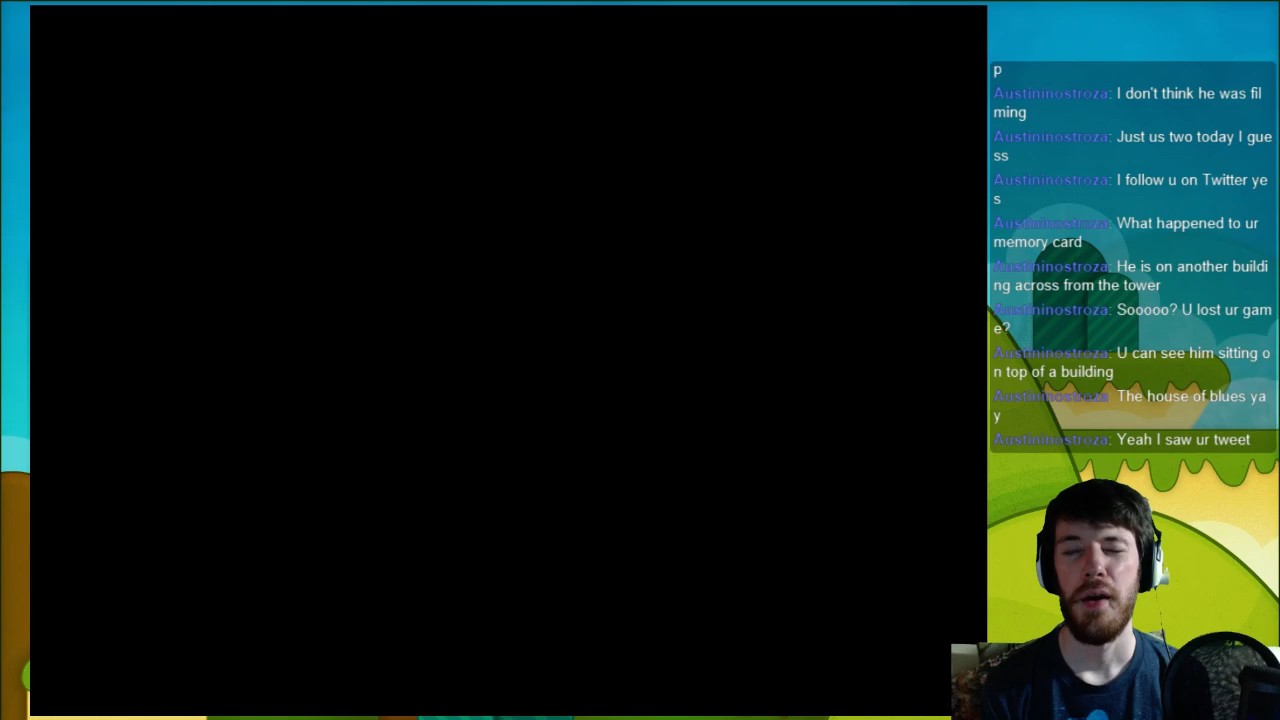 p
Austininostroza: I don't think he was fil
ming
Austininostroza: Just us two today I gue
ss
Austininostroza: I follow u on Twitter ye
s
Austininostroza: What happened to ur
memory card
Austininostroza: He is on another buildi
ng across from the tower
Austininostroza: Sooooo? U lost ur gam
e?
Austininostroza: U can see him sitting o
n top of a building
Austininostroza: The house of blues ya
y
Austininostroza: Yeah I saw ur tweet